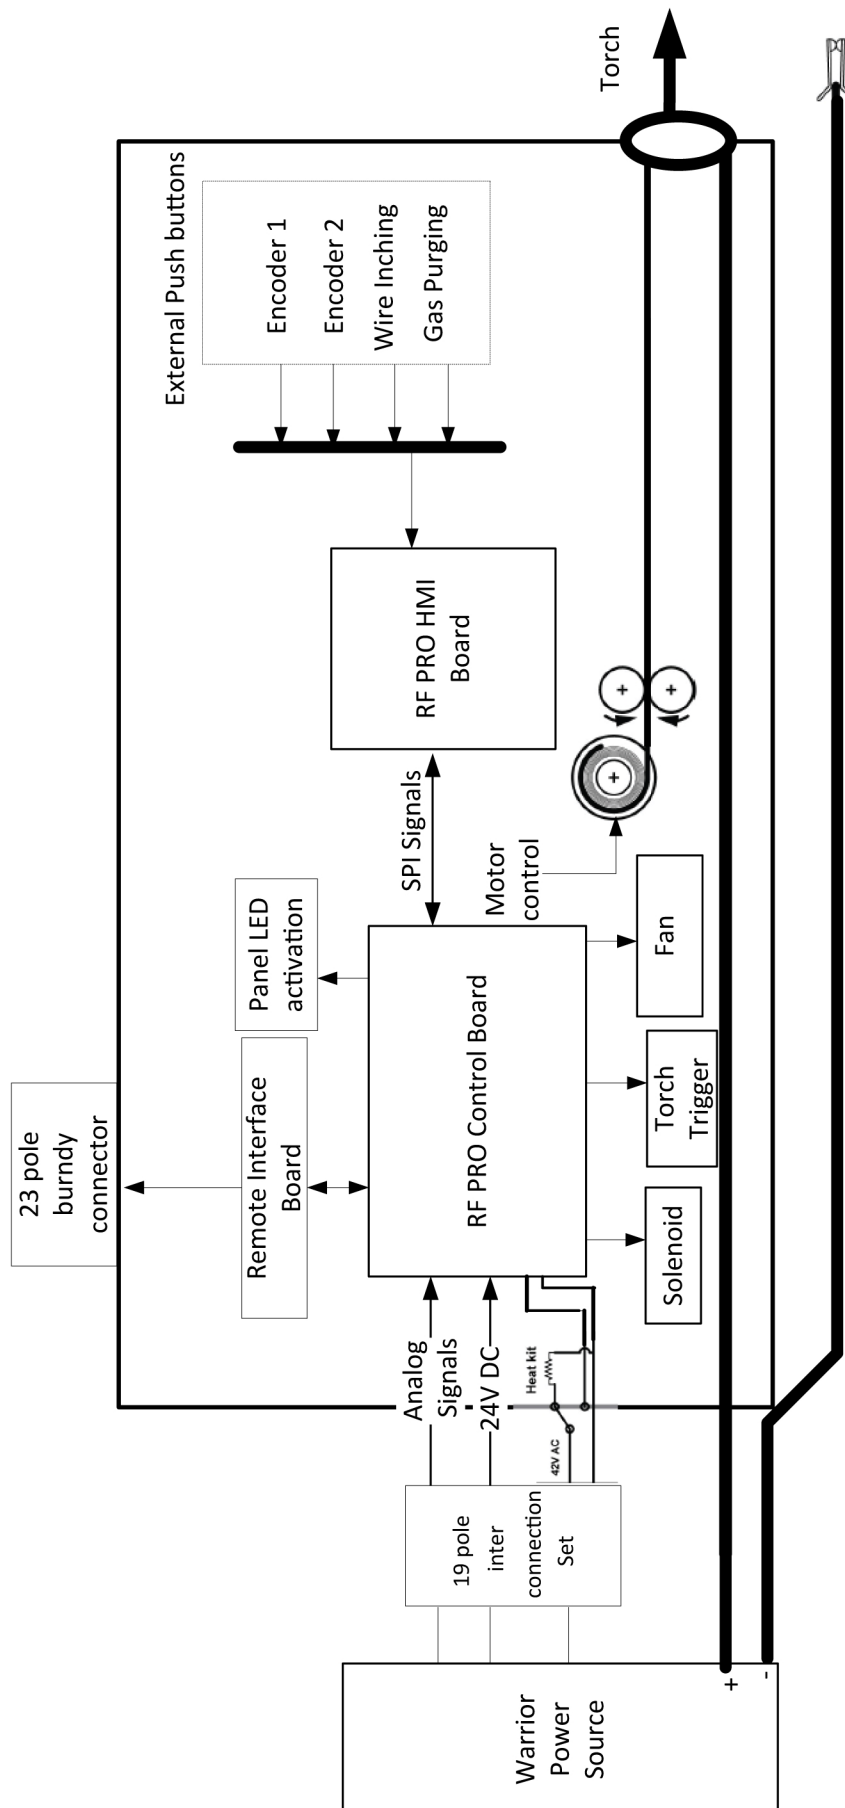 23 pole
burndy
connector
External Push buttons
Encoder 1
Encoder 2
Wire Inching
Gas Purging
Torch
Remote Interface
Board
Panel LED
activation
SPI Signals
RF PRO HMI
Board
Analog
Signals
24V DC
RF PRO Control Board
Motor
control
Heat kit
42V AC
19 pole
inter
connection
Set
Solenoid
Torch
Trigger
Fan
Warrior
Power
Source
+
-
+
+
+